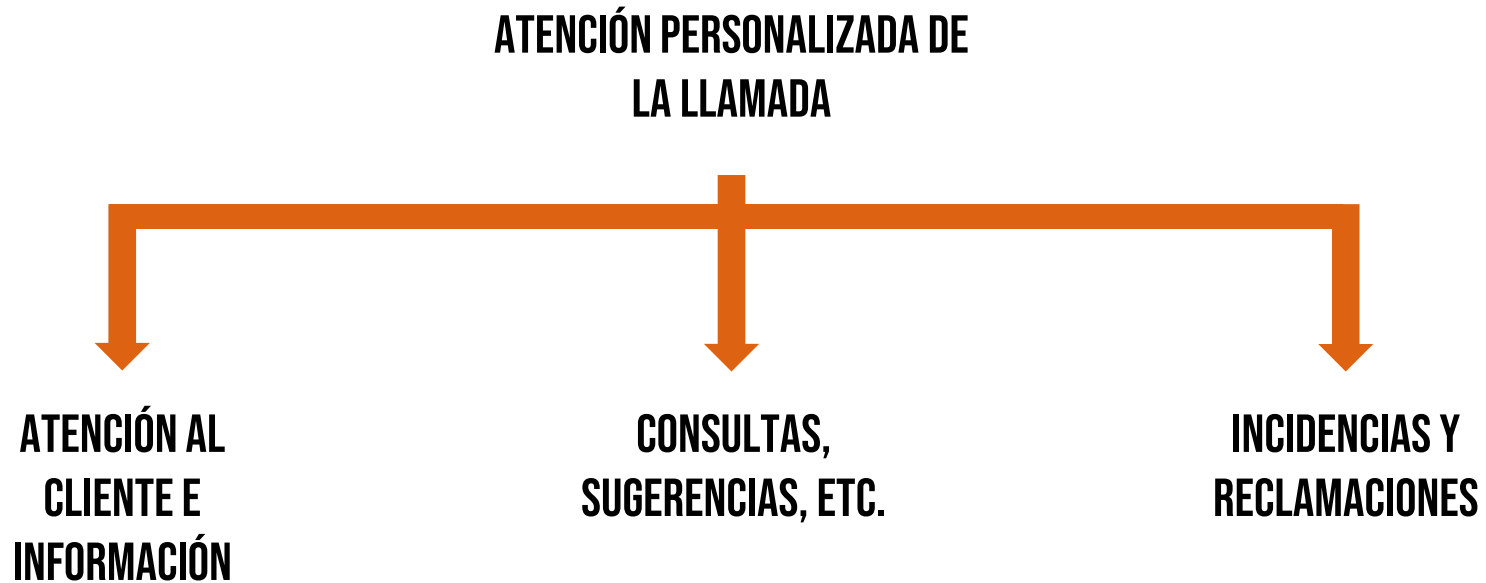 ATENCIÓN PERSONALIZADA DE
LA LLAMADA
ATENCIÓN AL
CLIENTE E
INFORMACIÓN
CONSULTAS,
SUGERENCIAS, ETC.
INCIDENCIAS Y
RECLAMACIONES